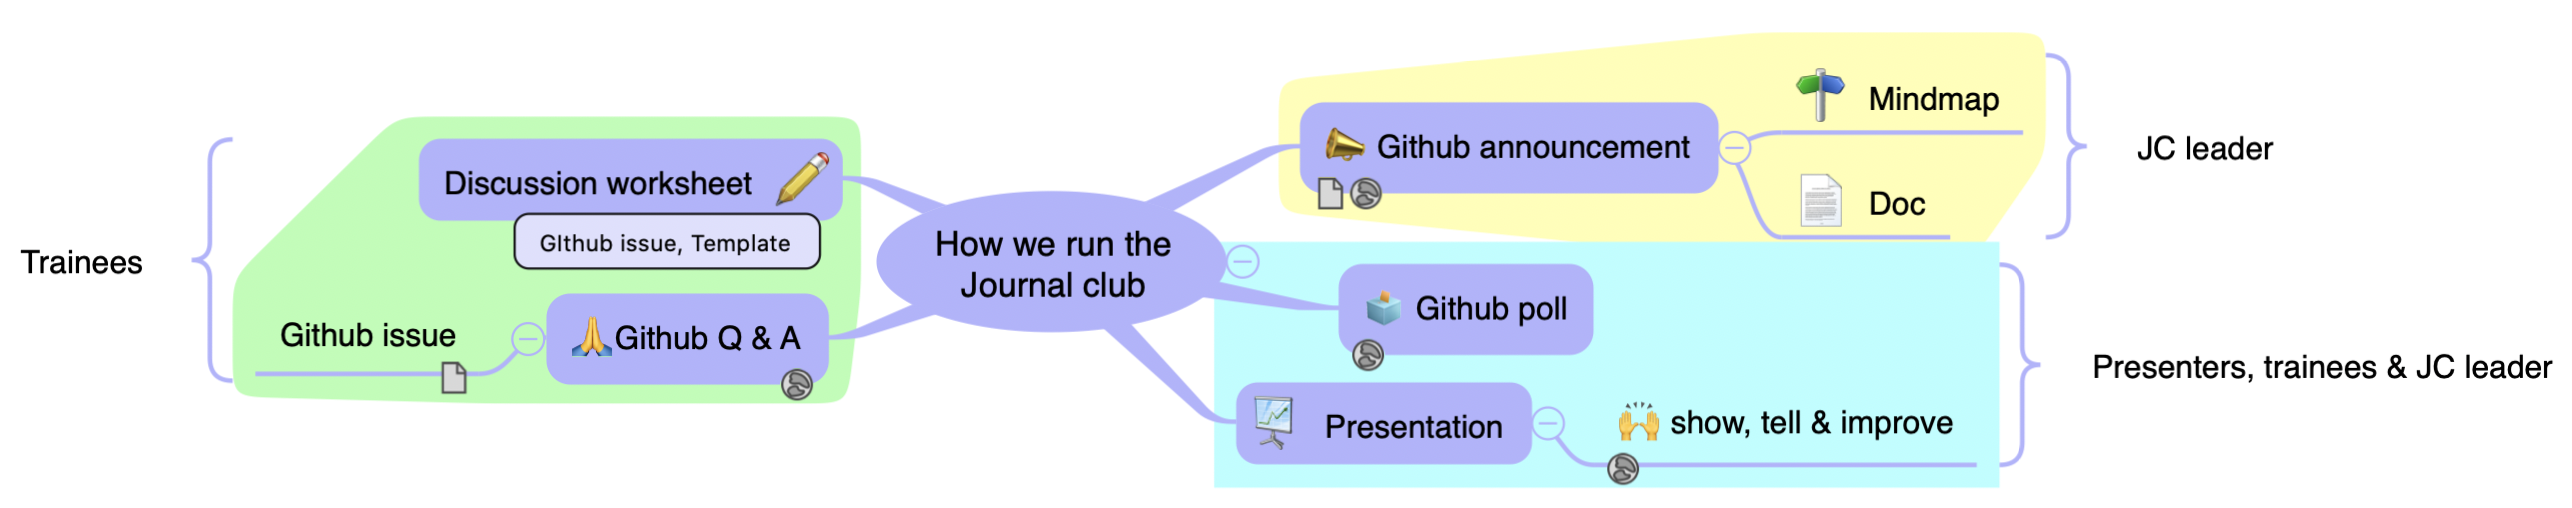 Trainees
Discussion worksheet
GIthub issue, Template
Github issue
Github Q & A
How we run the
Journal club
Github announcement
Mindmap
Doc
JC leader
Github poll
Presentation
show, tell & improve
Presenters, trainees & JC leader